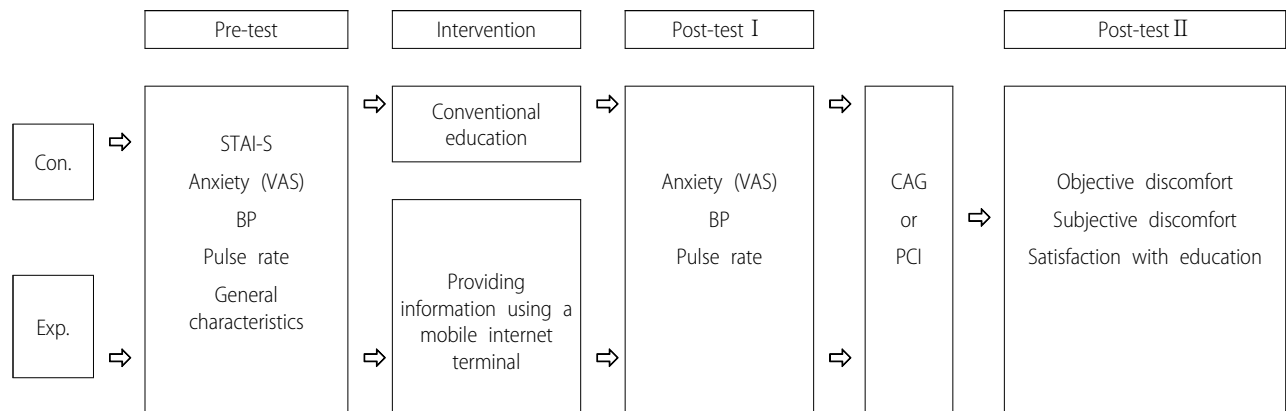 Pre-test
Intervention
Post-test Ⅰ
Post-test Ⅱ
Con.
Exp.
STAI-S
Anxiety (VAS)
BP
Pulse rate
General
characteristics
Conventional
education
Providing
information using a
mobile internet
terminal
Anxiety (VAS)
BP
Pulse rate
CAG
or
PCI
Objective discomfort
Subjective discomfort
Satisfaction with education